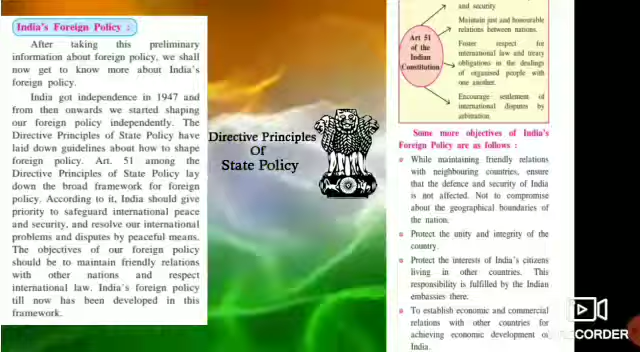 India's Foreign Policy :
After taking this preliminary
information about foreign policy, we shall
now get to know more about India's
foreign policy.
India got independence in 1947 and
from then onwards we started shaping
our foreign policy independently. The
Directive Principles of State Policy have
laid down guidelines about how to shape
foreign policy. Art. 51 among the
Directive Principles of State Policy lay
down the broad framework for foreign
policy. According to it, India should give
priority to safeguard international peace
and security, and resolve our international
problems and disputes by peaceful means.
The objectives of our foreign policy
should be to maintain friendly relations
with other nations and respect
international law. India's foreign policy
till now has been developed in this
framework.
Directive Principles
Of
State Policy
and security
Maintain just and honourable
relations between nations.
Art 51
of the
Indian
Constitution
Foster respect for
international law and treaty
obligations in the dealings
of organised people with
one another.
Encourage settlement of
international disputes by
arbitration.
Some more objectives of India's
Foreign Policy are as follows :
While maintaining friendly relations
with neighbouring countries, ensure
that the defence and security of India
is not affected. Not to compromise
about the geographical boundaries of
the nation.
Protect the unity and integrity of the
country.
Protect the interests of India's citizens
living in other countries. This
responsibility is fulfilled by the Indian
embassies there.
To establish economic and commercial
relations with other countries for
achieving economic development of
India.
CORDER